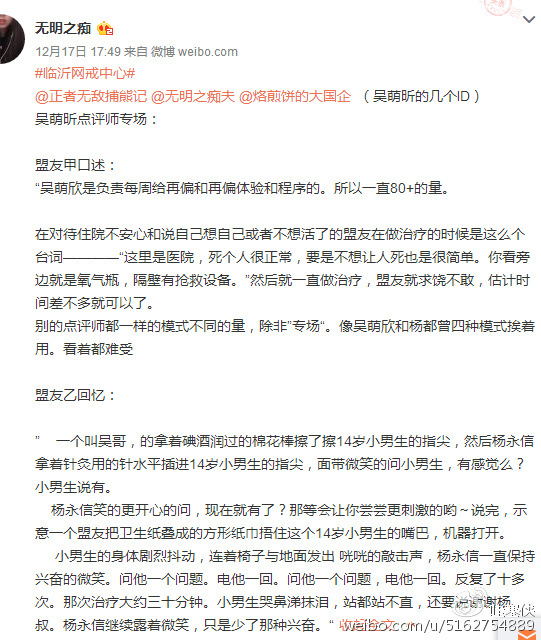 无明之痴
12月17日 17:49 来自 微博 weibo.com
#临沂网戒中心#
@正者无敌捕熊记 @无明之痴夫 @烙煎饼的大国企 （吴萌昕的几个ID）
吴萌昕点评师专场：
盟友甲口述：
“吴萌欣是负责每周给再偏和再偏体验和程序的。所以一直80+的量。
在对待住院不安心和说自己想自己或者不想活了的盟友在做治疗的时候是这么个
台词————“这里是医院，死个人很正常，要是不想让人死也是很简单。你看旁
边就是氧气瓶，隔壁有抢救设备。”然后就一直做治疗，盟友就求饶不敢，估计时
间差不多就可以了。
别的点评师都一样的模式不同的量，除非”专场“。像吴萌欣和杨都曾四种模式挨着
用。看着都难受
盟友乙回忆：
” 一个叫吴哥，的拿着碘酒润过的棉花棒擦了擦14岁小男生的指尖，然后杨永信
拿着针灸用的针水平插进14岁小男生的指尖，面带微笑的问小男生，有感觉么？
小男生说有。
杨永信笑的更开心的问，现在就有了？那等会让你尝尝更刺激的哟～说完，示
意一个盟友把卫生纸叠成的方形纸巾捂住这个14岁小男生的嘴巴，机器打开。
小男生的身体剧烈抖动，连着椅子与地面发出 咣咣的敲击声，杨永信一直保持
兴奋的微笑。问他一个问题。电他一回。问他一个问题，电他一回。反复了十多
次。那次治疗大约三十分钟。小男生哭鼻涕抹泪，站都站不直，还要 谢杨
叔。杨永信继续露着微笑，只是少了那种兴奋。“ 收起全文
weibo.com/u/5162754889